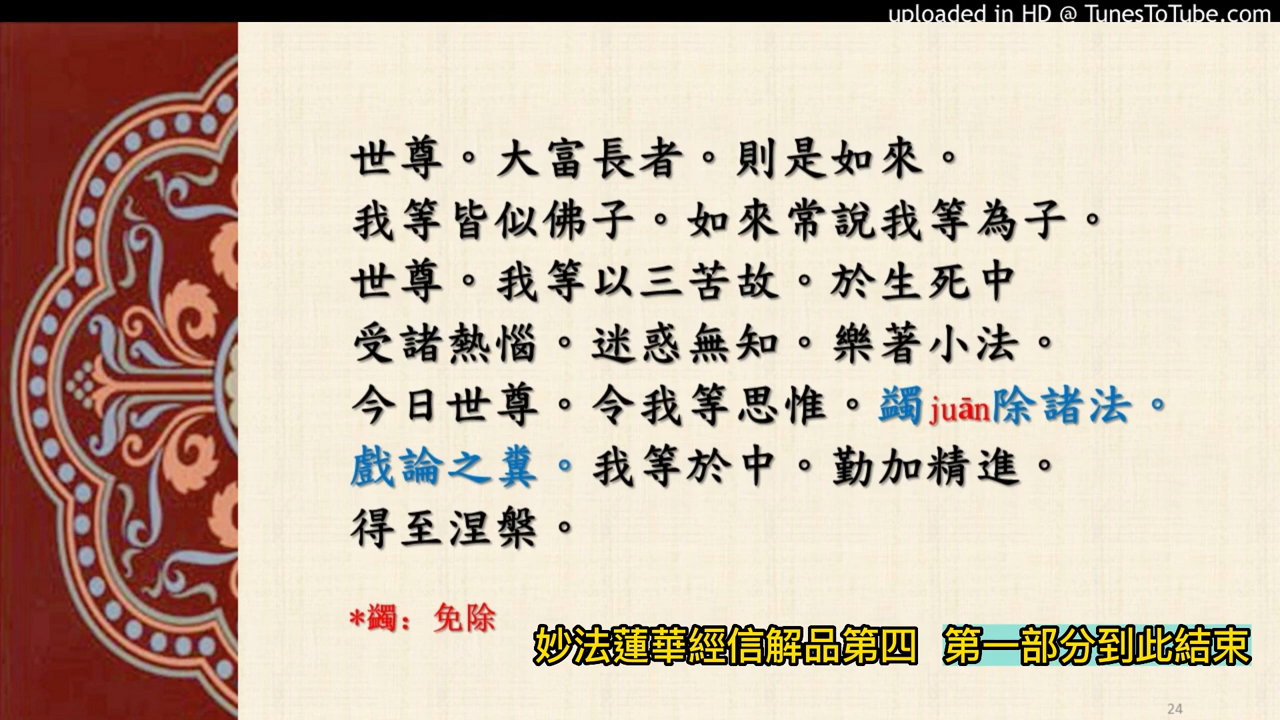 uploaded in HD @ TunesToTube.com
世尊。大富長者。則是如來。
我等皆似佛子。如來常說我等為子。
世尊。我等以三苦故。於生死中
受諸熱惱。迷惑無知。樂著小法。
今日世尊。令我等思惟。蠲juān除諸法。
戲論之糞。我等於中。勤加精進。
得至涅槃。
*蠲：免除
妙法蓮華經信解品第四 第一部分到此結束
24